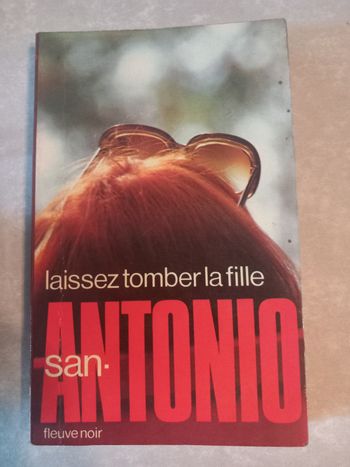 laissez tomber la fille
san-
ANTONIO
fleuve noir